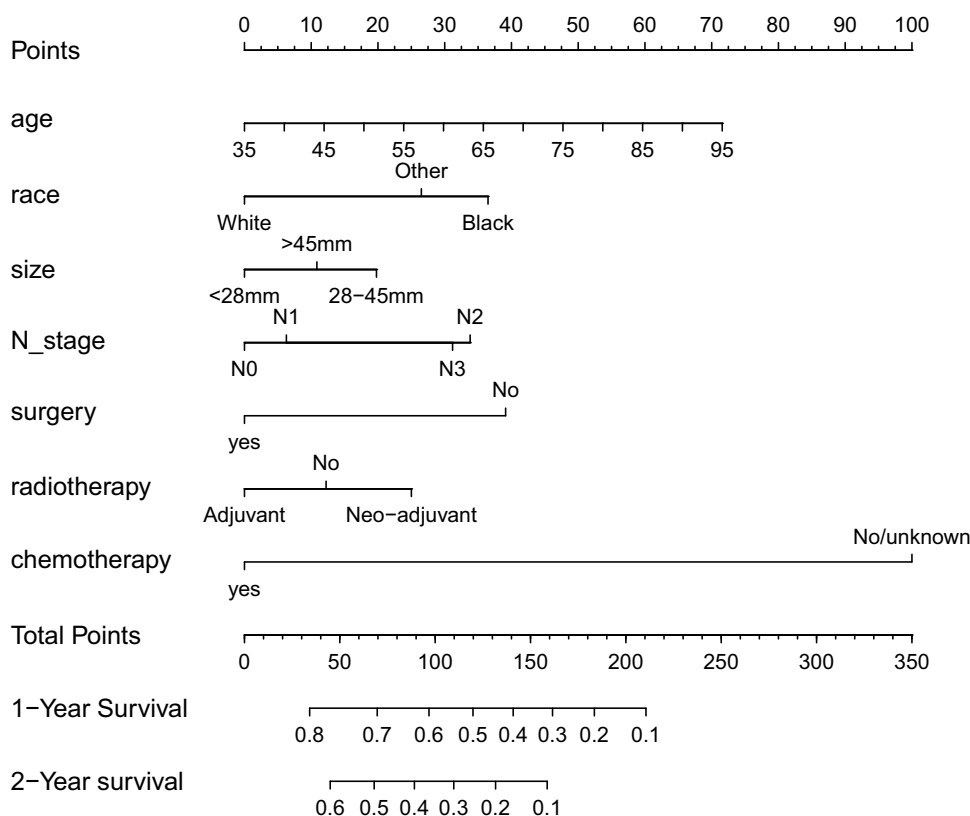 0 10 20 30 40 50 60 70 80 90 100
Points
age
35 45 55 65 75 85 95
Other
race
White Black
>45mm
size
<28mm 28−45mm
N1 N2
N_stage
N0 N3
No
surgery
yes
No
radiotherapy
Adjuvant Neo−adjuvant
No/unknown
chemotherapy
yes
Total Points
0 50 100 150 200 250 300 350
1−Year Survival
0.8 0.7 0.6 0.5 0.4 0.3 0.2 0.1
2−Year survival
0.6 0.5 0.4 0.3 0.2 0.1